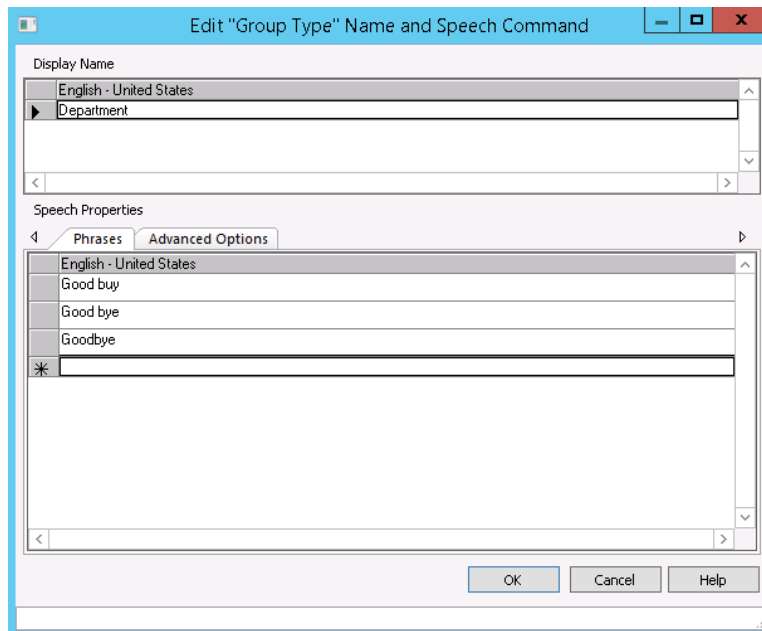 Edit "Group Type" Name and Speech Command
Display Name
English - United States
Department
Speech Properties
Phrases Advanced Options
English - United States
Good buy
Good bye
Goodbye
OK Cancel Help